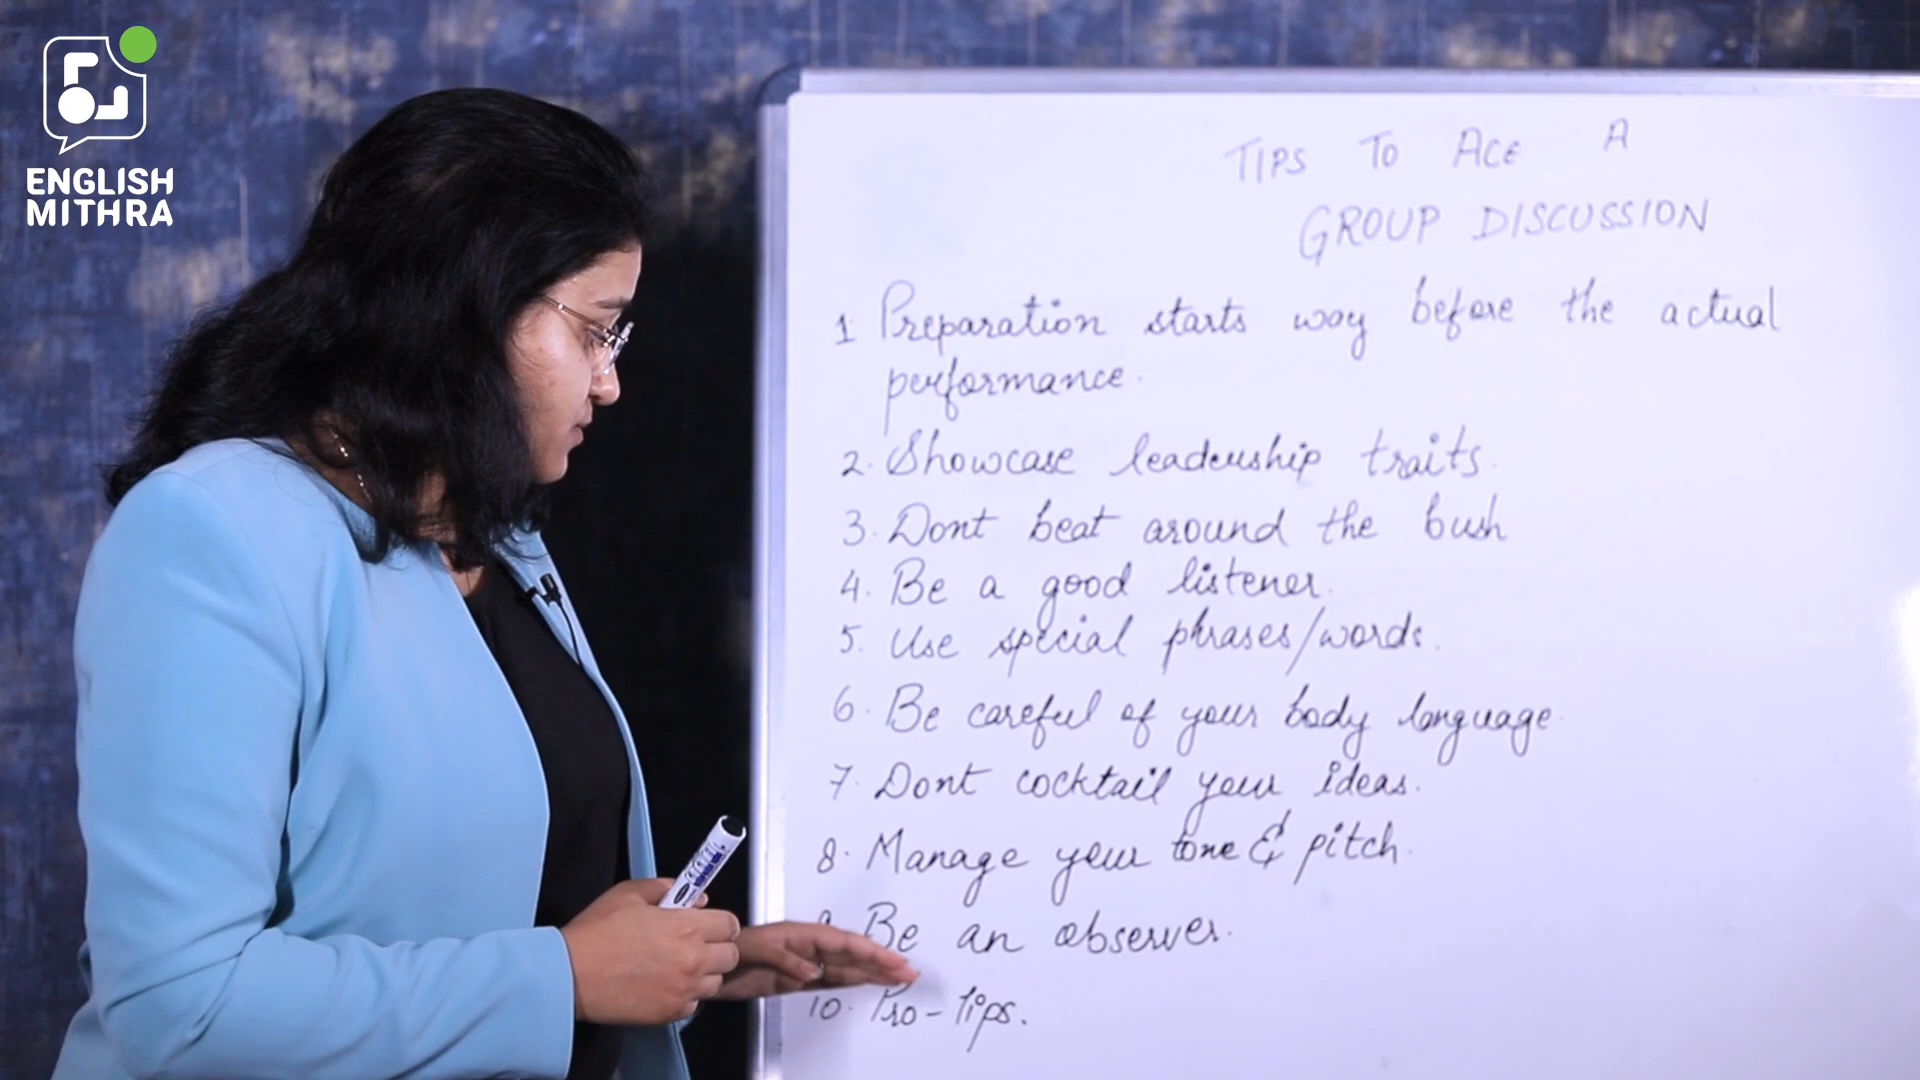 ENGLISH
MITHRA
TIPS TO ACE A
GROUP DISCUSSION
1. Preparation starts way before the actual
performance.
2. Showcase leadership traits.
3. Dont beat around the bush
4. Be a good listener.
5. Use special phrases/words.
6. Be careful of your body language.
7. Dont cocktail your ideas.
8. Manage your tone & pitch.
9. Be an observer.
10. Pro-tips.